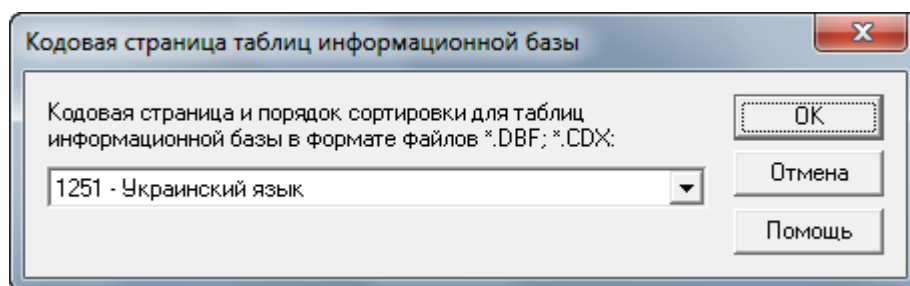 Кодовая страница таблиц информационной базы
Кодовая страница и порядок сортировки для таблиц
информационной базы в формате файлов *.DBF; *.CDX:
1251 - Украинский язык
OK
Отмена
Помощь